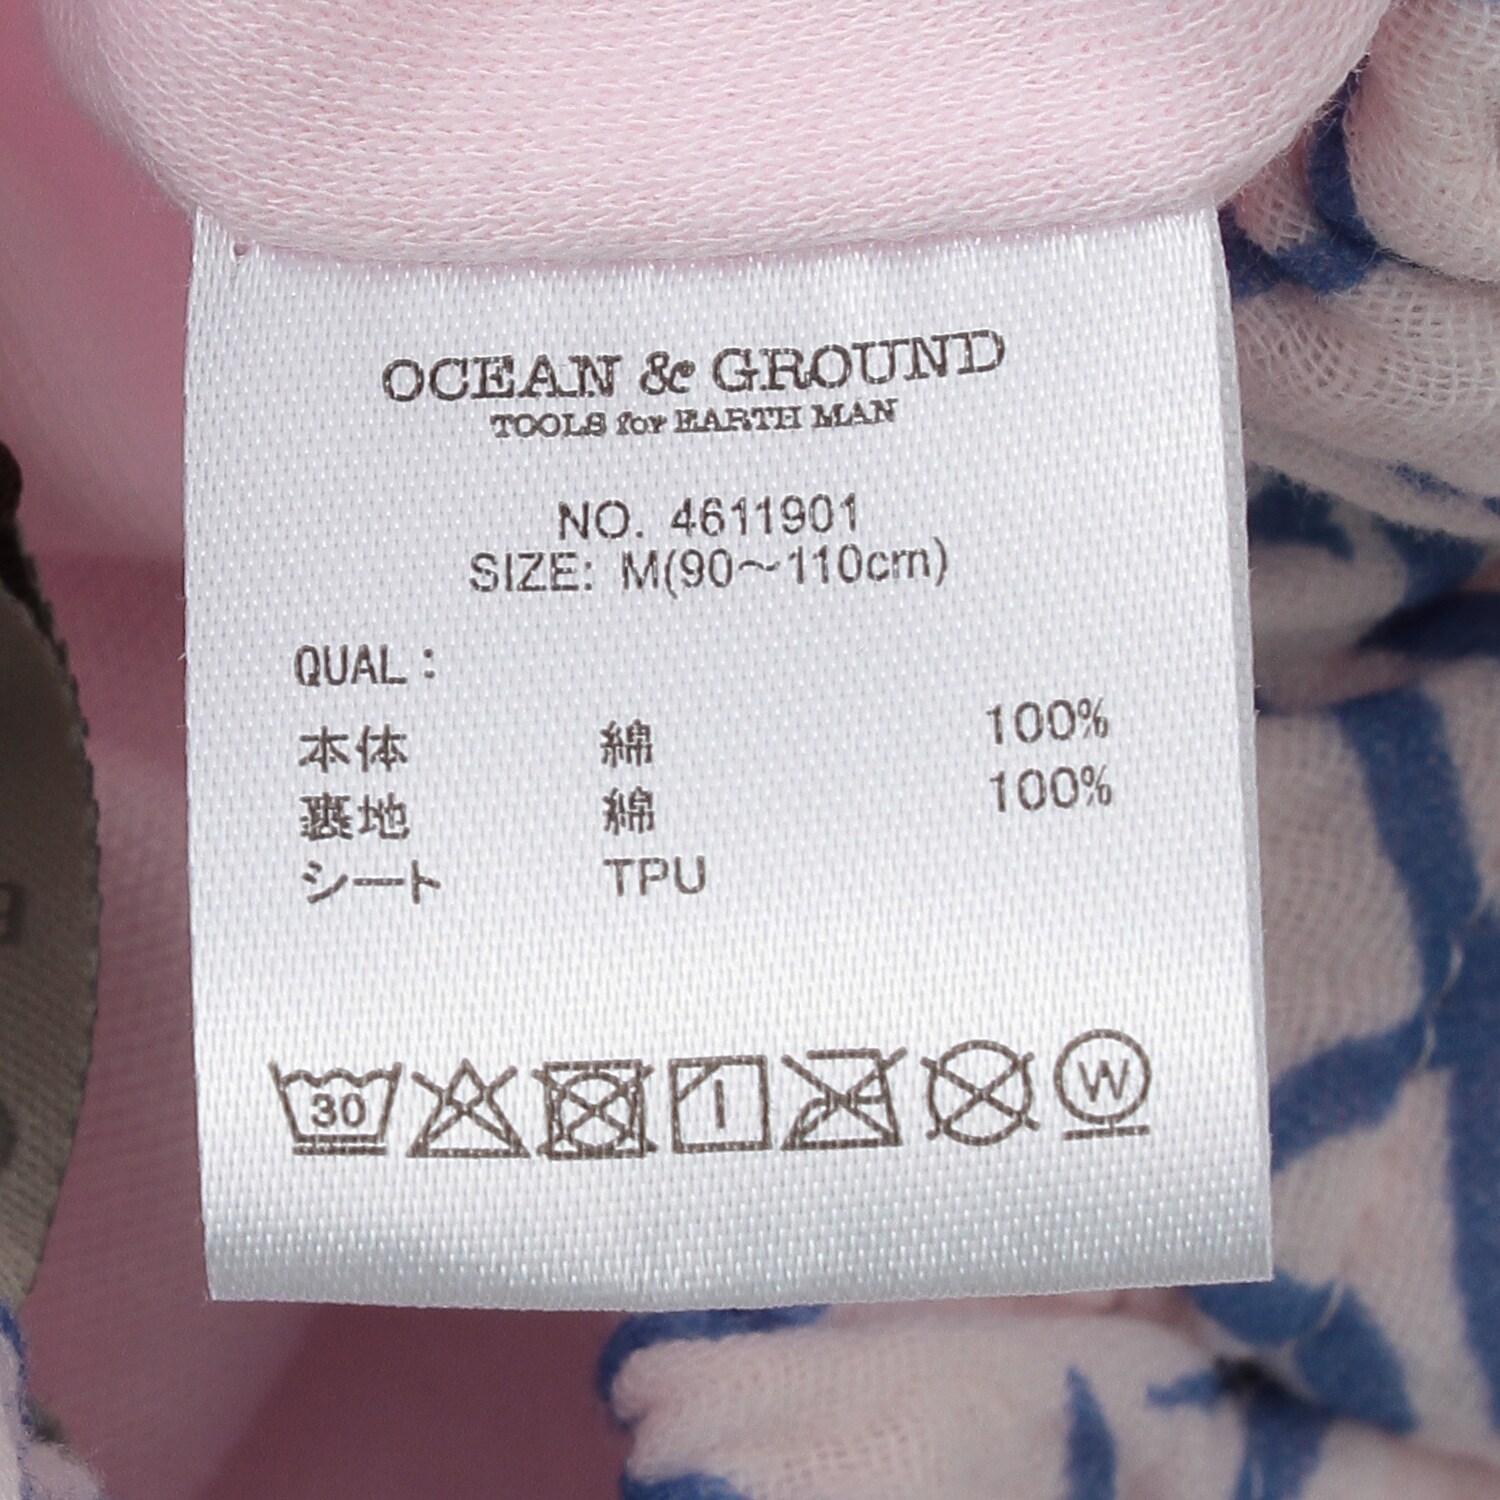 OCEAN & GROUND
TOOLS for EARTH MAN
NO. 4611901
SIZE: M(90～110cm)
QUAL：
本体 綿 100%
裏地 綿 100%
シート TPU
30 W